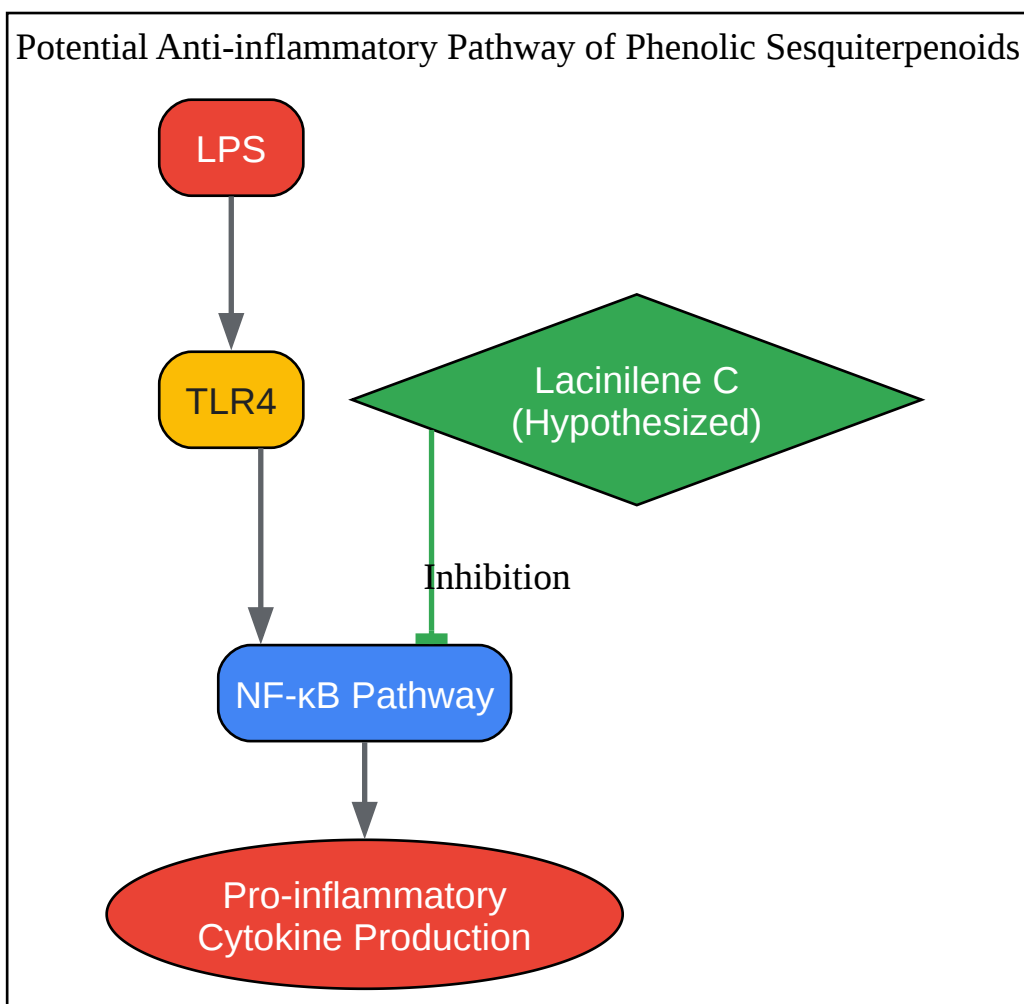 Potential Anti-inflammatory Pathway of Phenolic Sesquiterpenoids
LPS
TLR4
Lacinilene C
(Hypothesized)
Inhibition
NF-κB Pathway
Pro-inflammatory
Cytokine Production